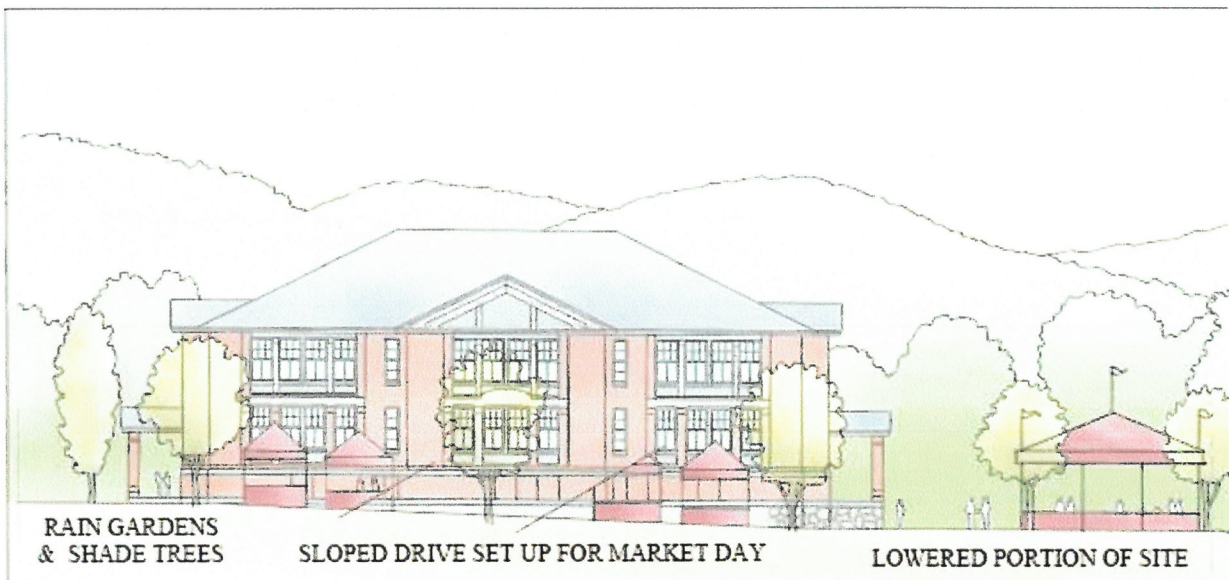 RAIN GARDENS
& SHADE TREES
SLOPED DRIVE SET UP FOR MARKET DAY
LOWERED PORTION OF SITE